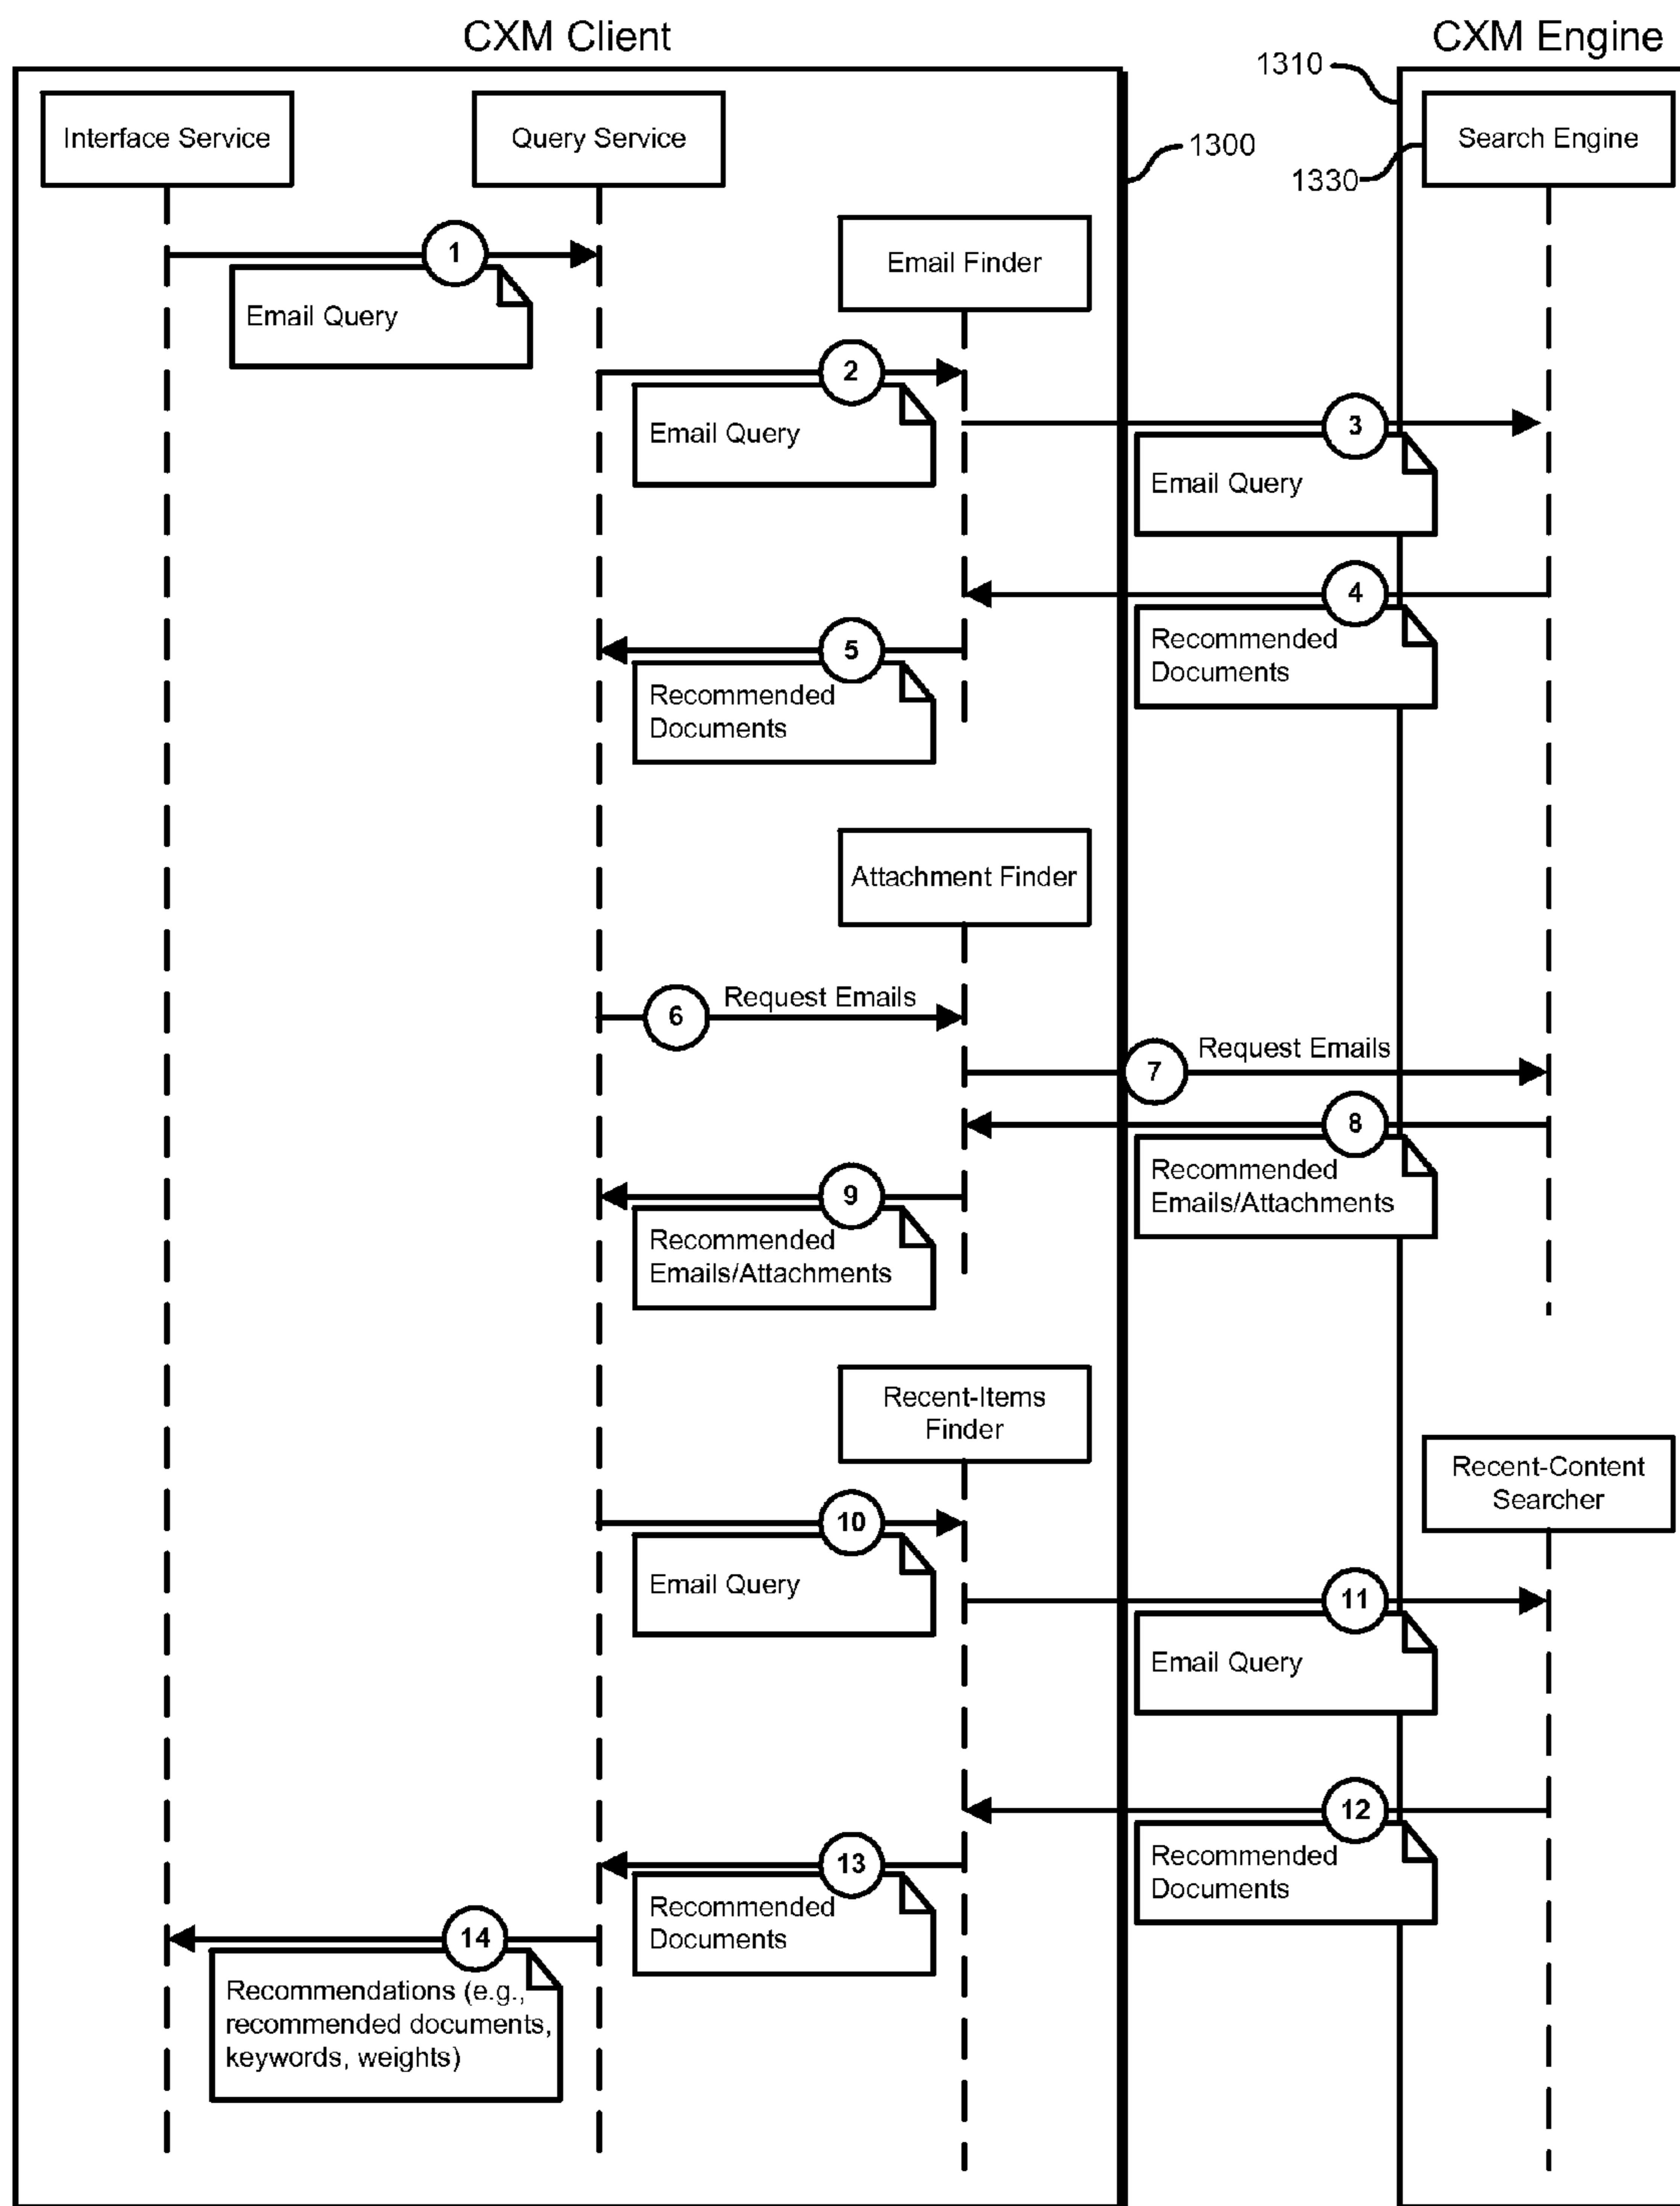 CXM Client
CXM Engine
1310
Interface Service
Query Service
Search Engine
1300
1330
Email Finder
1
Email Query
2
Email Query
3
Email Query
4
Recommended
Documents
5
Recommended
Documents
Attachment Finder
6
Request Emails
7
Request Emails
8
Recommended
Emails/Attachments
9
Recommended
Emails/Attachments
Recent-Items
Finder
Recent-Content
Searcher
10
Email Query
11
Email Query
12
Recommended
Documents
13
Recommended
Documents
14
Recommendations (e.g.,
recommended documents,
keywords, weights)